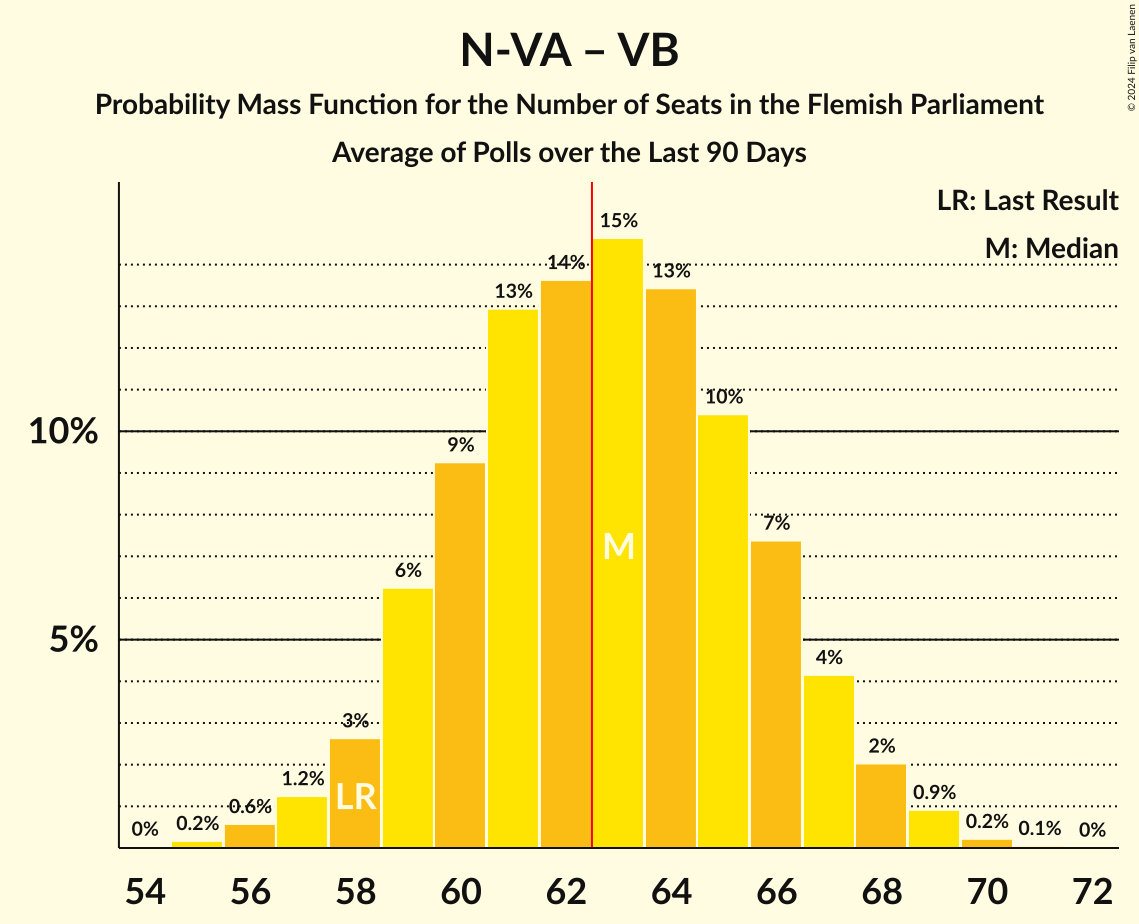 N-VA – VB
Probability Mass Function for the Number of Seats in the Flemish Parliament
Average of Polls over the Last 90 Days
© 2024 Filip van Laenen
LR: Last Result
M: Median
10%
5%
0%
0.2%
0.6%
1.2%
3%
6%
9%
13%
14%
15%
13%
10%
7%
4%
2%
0.9%
0.2%
0.1%
0%
LR
M
54 56 58 60 62 64 66 68 70 72